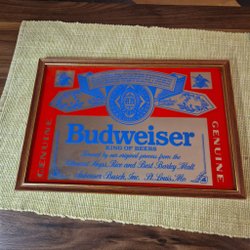 GENUINE
Budweiser
KING OF BEERS
Brewed by our original process from the
Choicest Hops, Rice and Best Barley Malt
Anheuser-Busch, Inc. St. Louis, Mo.
GENUINE